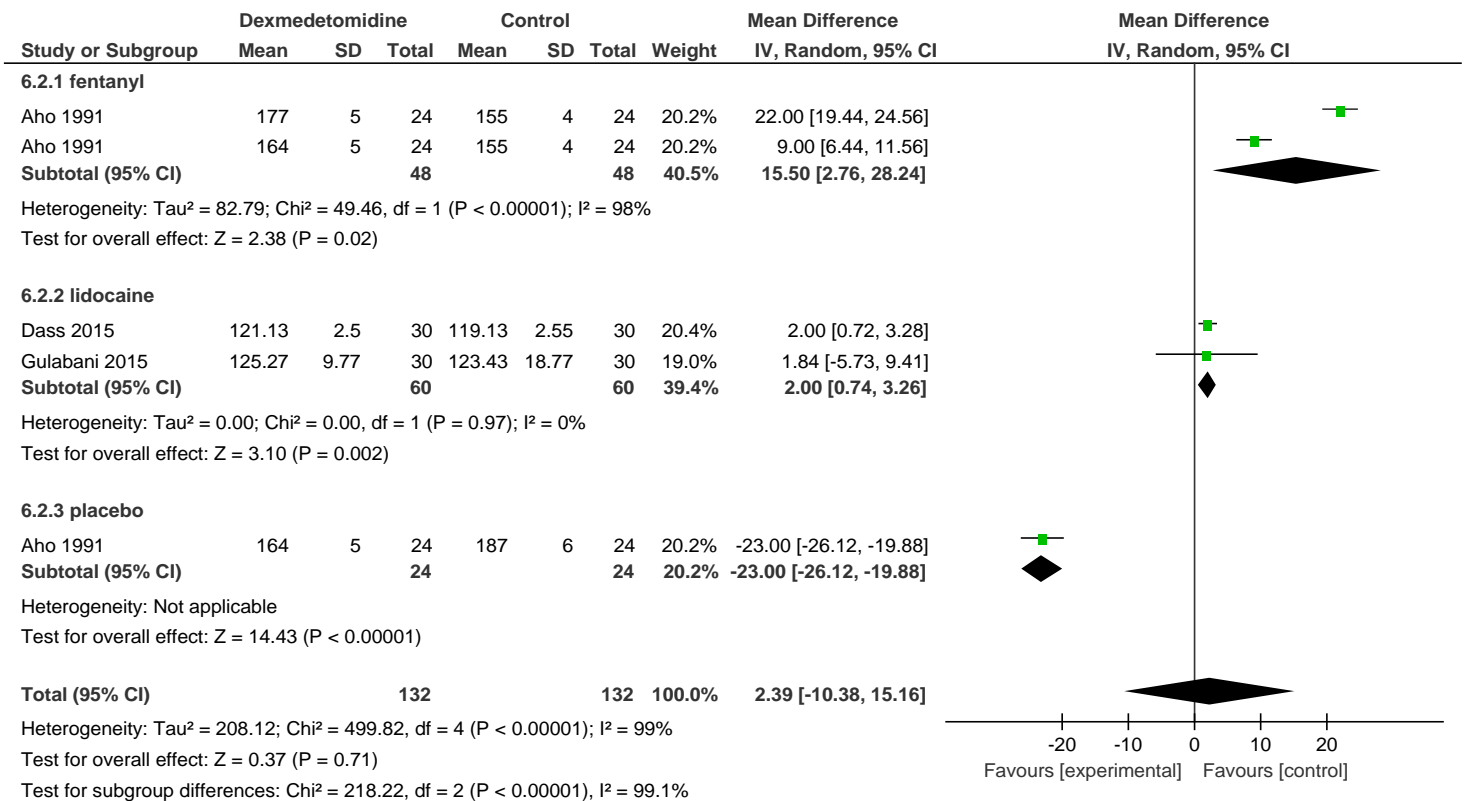 Dexmedetomidine Control Mean Difference Mean Difference
Study or Subgroup Mean SD Total Mean SD Total Weight IV, Random, 95% CI IV, Random, 95% CI
6.2.1 fentanyl
Aho 1991 177 5 24 155 4 24 20.2% 22.00 [19.44, 24.56]
Aho 1991 164 5 24 155 4 24 20.2% 9.00 [6.44, 11.56]
Subtotal (95% CI) 48 48 40.5% 15.50 [2.76, 28.24]
Heterogeneity: Tau² = 82.79; Chi² = 49.46, df = 1 (P < 0.00001); I² = 98%
Test for overall effect: Z = 2.38 (P = 0.02)
6.2.2 lidocaine
Dass 2015 121.13 2.5 30 119.13 2.55 30 20.4% 2.00 [0.72, 3.28]
Gulabani 2015 125.27 9.77 30 123.43 18.77 30 19.0% 1.84 [-5.73, 9.41]
Subtotal (95% CI) 60 60 39.4% 2.00 [0.74, 3.26]
Heterogeneity: Tau² = 0.00; Chi² = 0.00, df = 1 (P = 0.97); I² = 0%
Test for overall effect: Z = 3.10 (P = 0.002)
6.2.3 placebo
Aho 1991 164 5 24 187 6 24 20.2% -23.00 [-26.12, -19.88]
Subtotal (95% CI) 24 24 20.2% -23.00 [-26.12, -19.88]
Heterogeneity: Not applicable
Test for overall effect: Z = 14.43 (P < 0.00001)
Total (95% CI) 132 132 100.0% 2.39 [-10.38, 15.16]
Heterogeneity: Tau² = 208.12; Chi² = 499.82, df = 4 (P < 0.00001); I² = 99%
Test for overall effect: Z = 0.37 (P = 0.71)
Test for subgroup differences: Chi² = 218.22, df = 2 (P < 0.00001), I² = 99.1%
-20 -10 0 10 20
Favours [experimental] Favours [control]